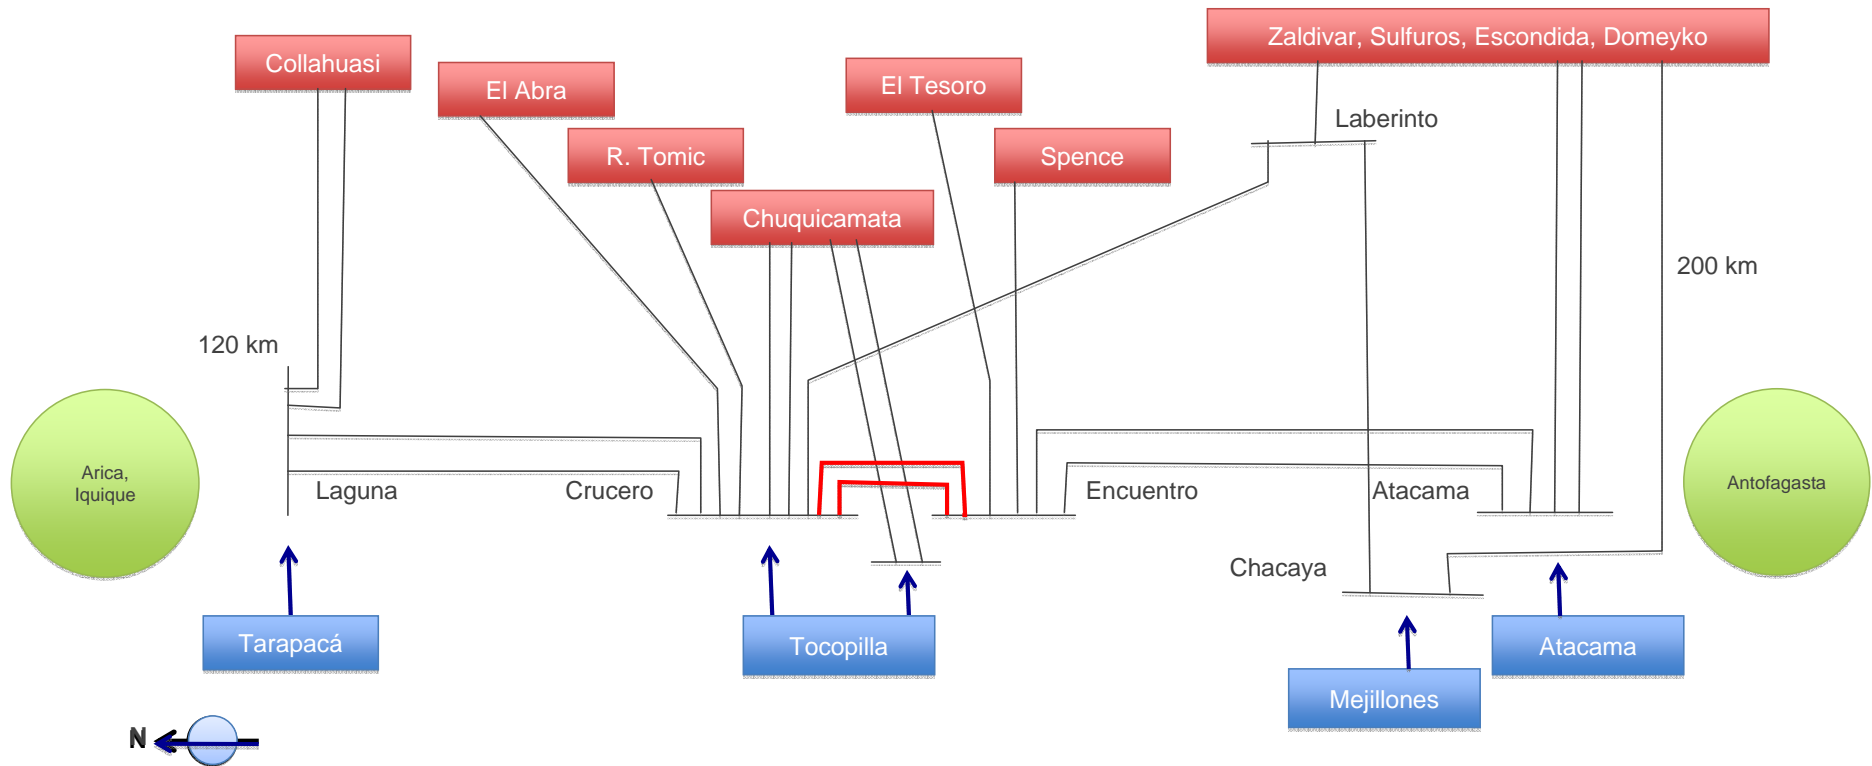 Zaldivar, Sulfuros, Escondida, Domeyko
Collahuasi
El Abra
El Tesoro
Laberinto
R. Tomic
Spence
Chuquicamata
200 km
120 km
Arica,
Iquique
Laguna
Crucero
Encuentro
Atacama
Antofagasta
Chacaya
Tarapacá
Tocopilla
Atacama
Mejillones
N